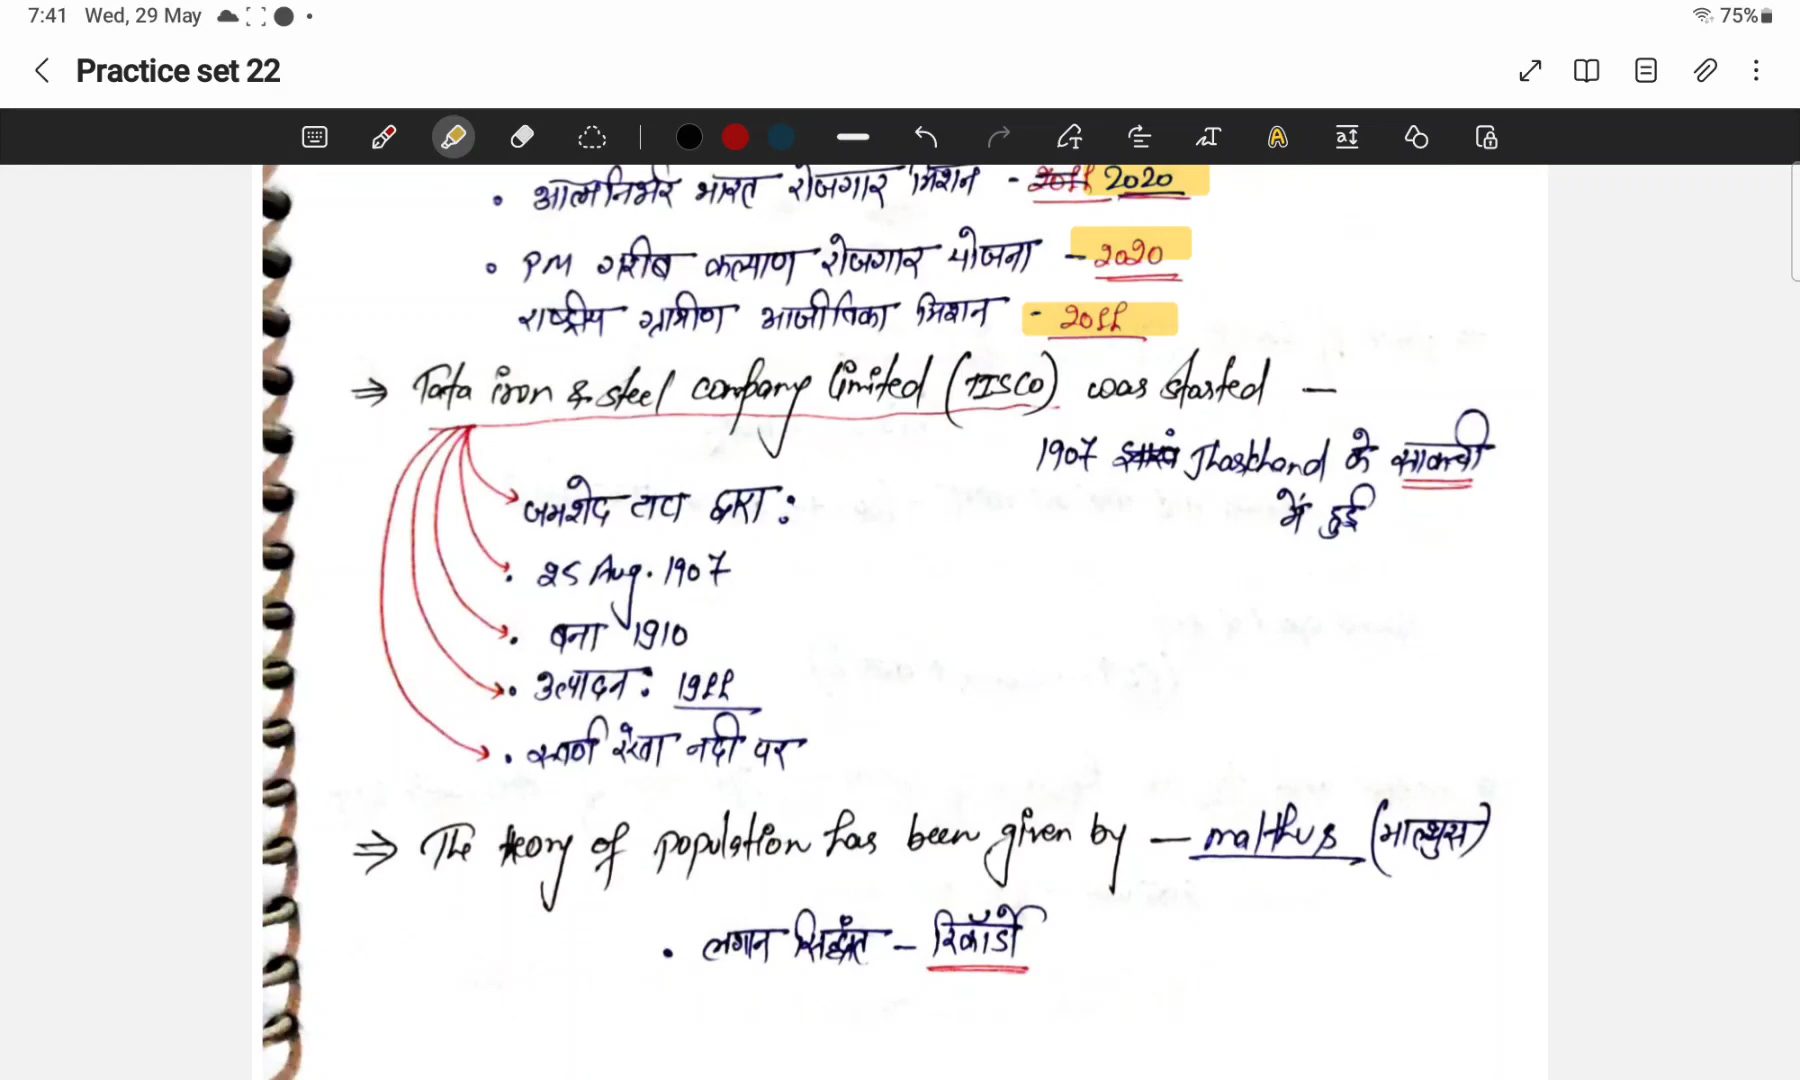 7:41 Wed, 29 May
75%
Practice set 22
• आत्मनिर्भर भारत रोजगार मिशन - 2011 2020
• PM गरीब कल्याण रोजगार योजना - 2020
राष्ट्रीय ग्रामीण आजीविका मिशन - 2011
⇒ Tata iron & steel company limited (TISCO) was started —
1907 Jharkhand के साकची
में हुई
जमशेद टाटा द्वारा:
• 25 Aug. 1907
• बना 1910
• उत्पादन: 1911
• स्वर्ण रेखा नदी पर
⇒ The theory of population has been given by — malthus (माल्थुस)
• लगान सिद्धांत — रिकॉर्डो